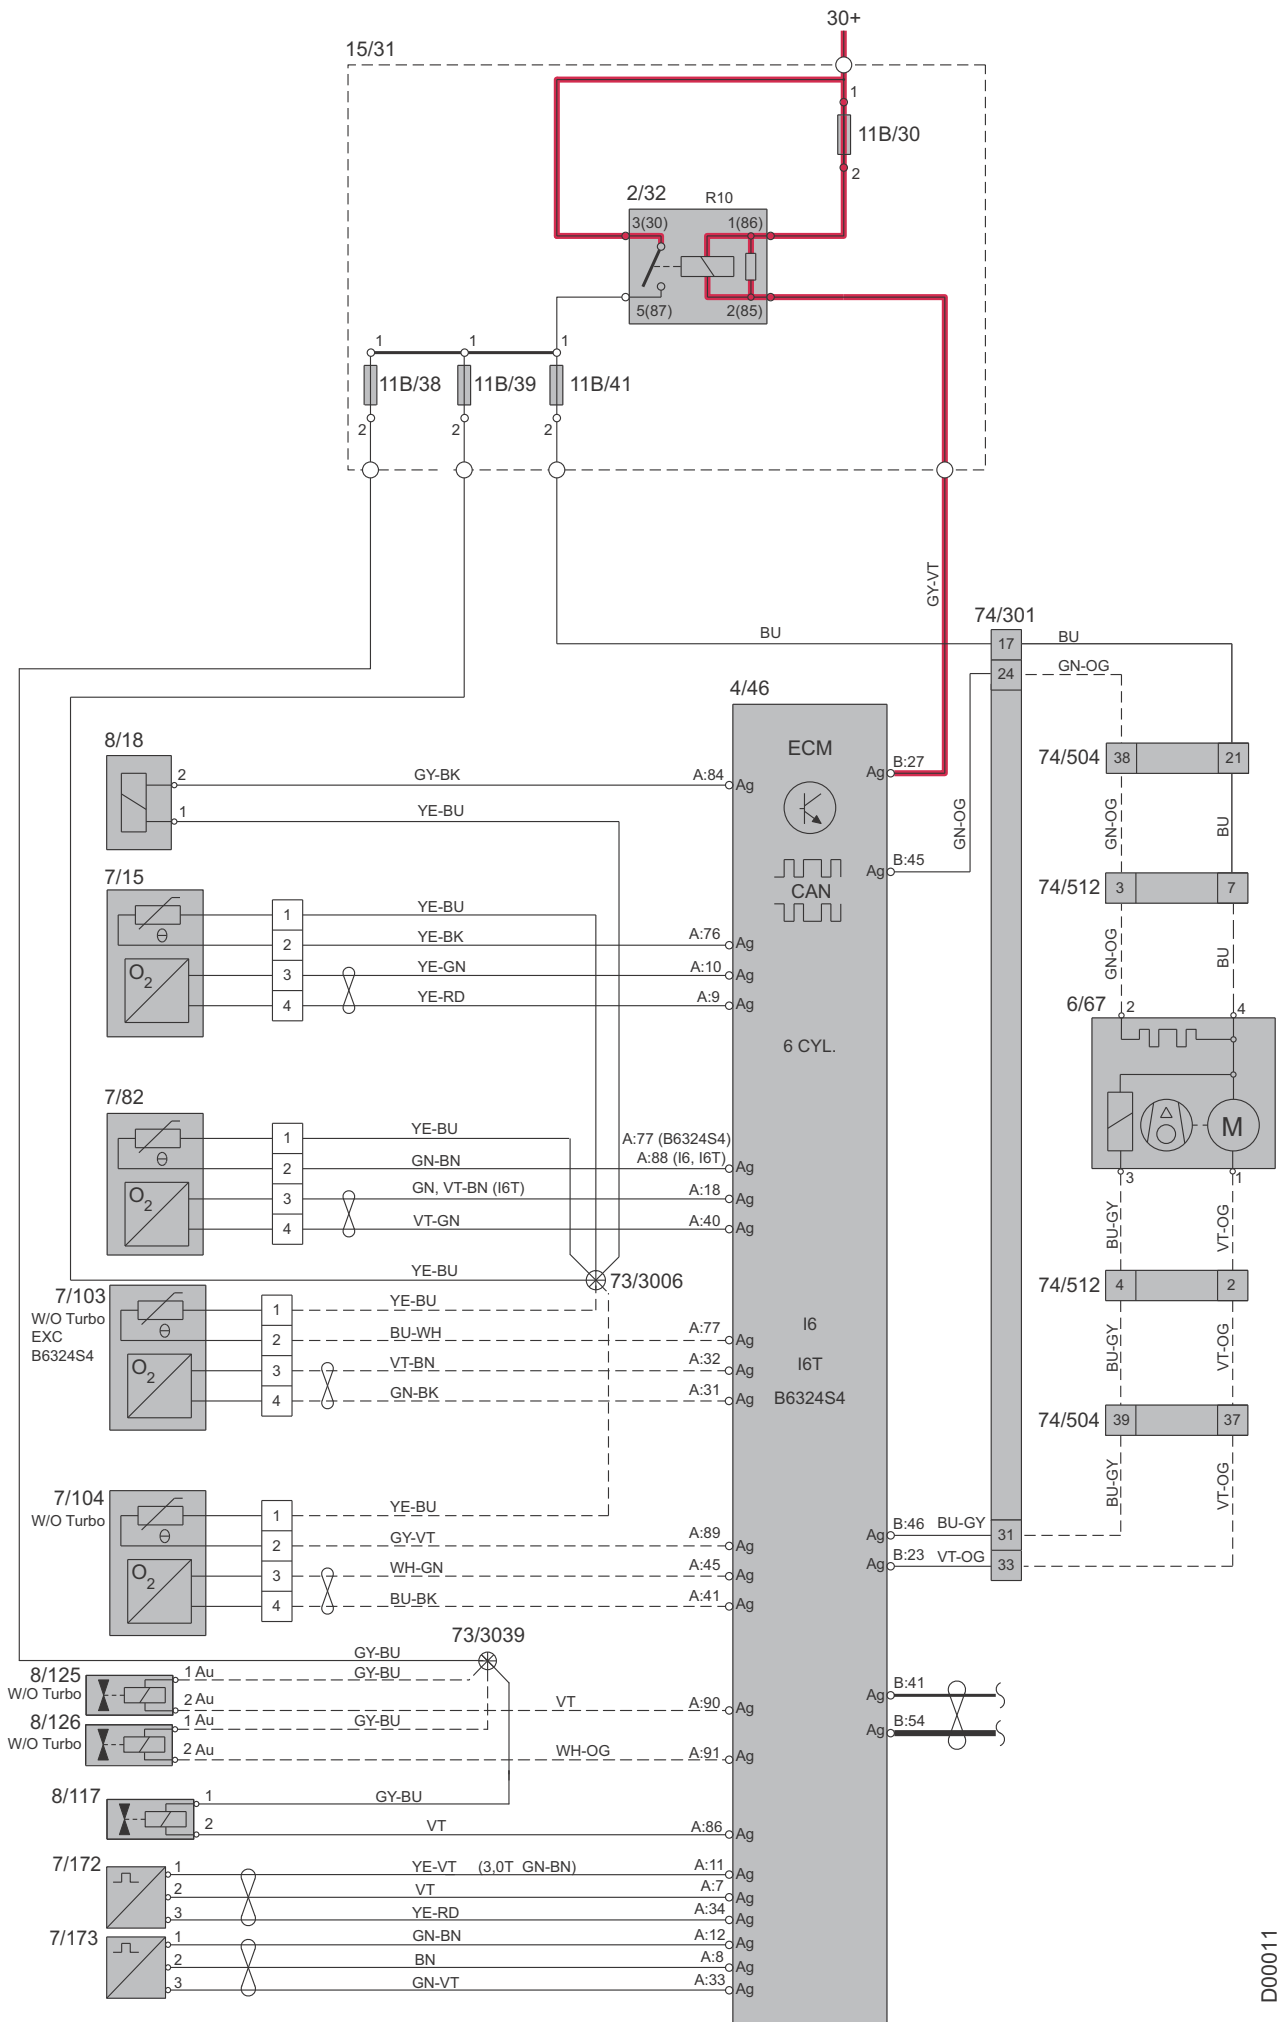 30+
15/31
1
11B/30
2
2/32
R10
3(30)
1(86)
5(87)
2(85)
1
1
1
11B/38
11B/39
11B/41
2
2
2
GY-VT
74/301
BU
17
BU
24
GN-OG
4/46
ECM
B:27
Ag
8/18
2
GY-BK
A:84
Ag
1
YE-BU
74/504
38
21
GN-OG
GN-OG
BU
B:45
Ag
CAN
7/15
1
YE-BU
2
YE-BK
A:76
Ag
O2
3
YE-GN
A:10
Ag
4
YE-RD
A:9
Ag
74/512
3
7
GN-OG
BU
6/67
2
4
6 CYL.
M
3
1
7/82
1
YE-BU
A:77 (B6324S4)
2
GN-BN
A:88 (I6, I6T)
Ag
O2
3
GN, VT-BN (I6T)
A:18
Ag
4
VT-GN
A:40
Ag
BU-GY
VT-OG
YE-BU
73/3006
74/512
4
2
7/103
W/O Turbo
EXC
B6324S4
1
YE-BU
2
BU-WH
A:77
Ag
O2
3
VT-BN
A:32
Ag
4
GN-BK
A:31
Ag
I6
I6T
B6324S4
BU-GY
VT-OG
74/504
39
37
BU-GY
VT-OG
7/104
W/O Turbo
1
YE-BU
2
GY-VT
A:89
Ag
O2
3
WH-GN
A:45
Ag
4
BU-BK
A:41
Ag
Ag
B:46
BU-GY
31
Ag
B:23
VT-OG
33
73/3039
GY-BU
8/125
W/O Turbo
1 Au
GY-BU
2 Au
VT
A:90
Ag
8/126
W/O Turbo
1 Au
GY-BU
2 Au
WH-OG
A:91
Ag
Ag
B:41
Ag
B:54
8/117
1
GY-BU
2
VT
A:86
Ag
7/172
1
YE-VT (3,0T GN-BN)
A:11
Ag
2
VT
A:7
Ag
3
YE-RD
A:34
Ag
7/173
1
GN-BN
A:12
Ag
2
BN
A:8
Ag
3
GN-VT
A:33
Ag
D00011